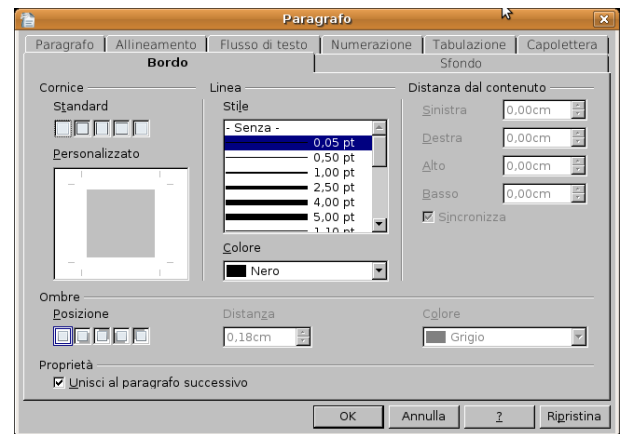 Paragrafo
Paragrafo Allineamento Flusso di testo Numerazione Tabulazione Capolettera
Bordo Sfondo
Cornice
Standard
Personalizzato
Linea
Stile
- Senza -
0,05 pt
0,50 pt
1,00 pt
2,50 pt
4,00 pt
5,00 pt
1,10 pt
Colore
Nero
Distanza dal contenuto
Sinistra 0,00cm
Destra 0,00cm
Alto 0,00cm
Basso 0,00cm
Sincronizza
Ombre
Posizione Distanza Colore
0,18cm Grigio
Proprietà
Unisci al paragrafo successivo
OK Annulla ? Ripristina